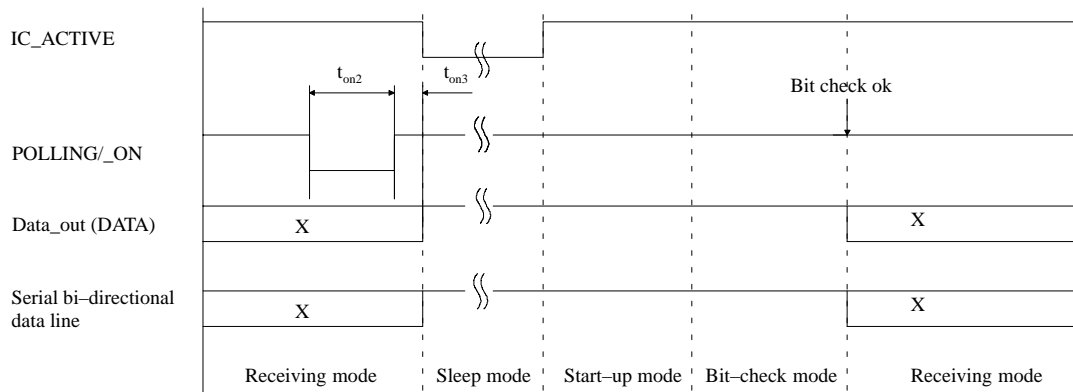 IC_ACTIVE
t_on2
t_on3
Bit check ok
POLLING/_ON
Data_out (DATA)
X
X
Serial bi–directional
data line
X
X
Receiving mode
Sleep mode
Start–up mode
Bit–check mode
Receiving mode